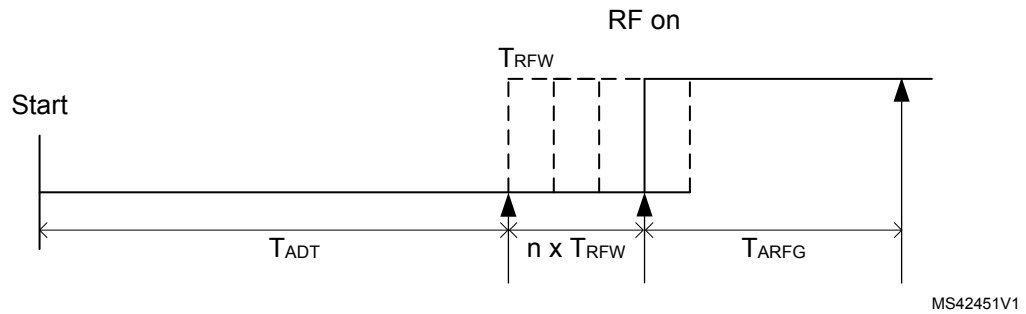 RF on
TRFW
Start
TADT
n x TRFW
TARFG
MS42451V1